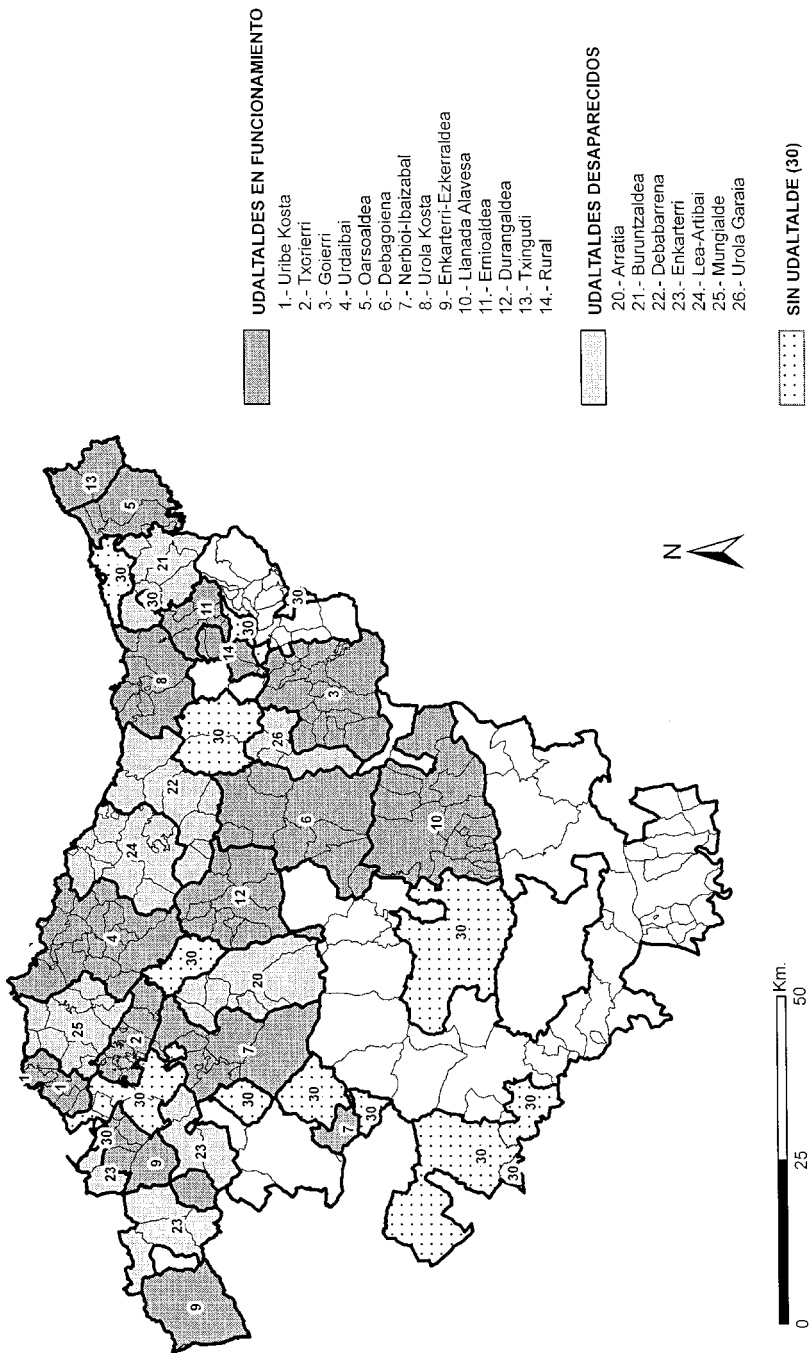 UDALTALDES EN FUNCIONAMIENTO
1.- Uribe Kosta
2.- Txorierri
3.- Goierri
4.- Urdaibai
5.- Oarsoaldea
6.- Debagoiena
7.- Nerbioi-Ibaizabal
8.- Urola Kosta
9.- Enkarterri-Ezkerraldea
10.- Llanada Alavesa
11.- Ernioaldea
12.- Durangaldea
13.- Txingudi
14.- Rural
UDALTALDES DESAPARECIDOS
20.- Arratia
21.- Buruntzaldea
22.- Debabarrena
23.- Enkarterri
24.- Lea-Artibai
25.- Mungialde
26.- Urola Garaia
SIN UDALTALDE (30)
13
5
30
21
30
11
30
30
14
8
30
3
26
22
24
6
10
12
4
30
20
30
25
2
7
1
1
30
30
30
7
30
30
30
30
30
23
9
23
23
9
N
0
25
50
Km.